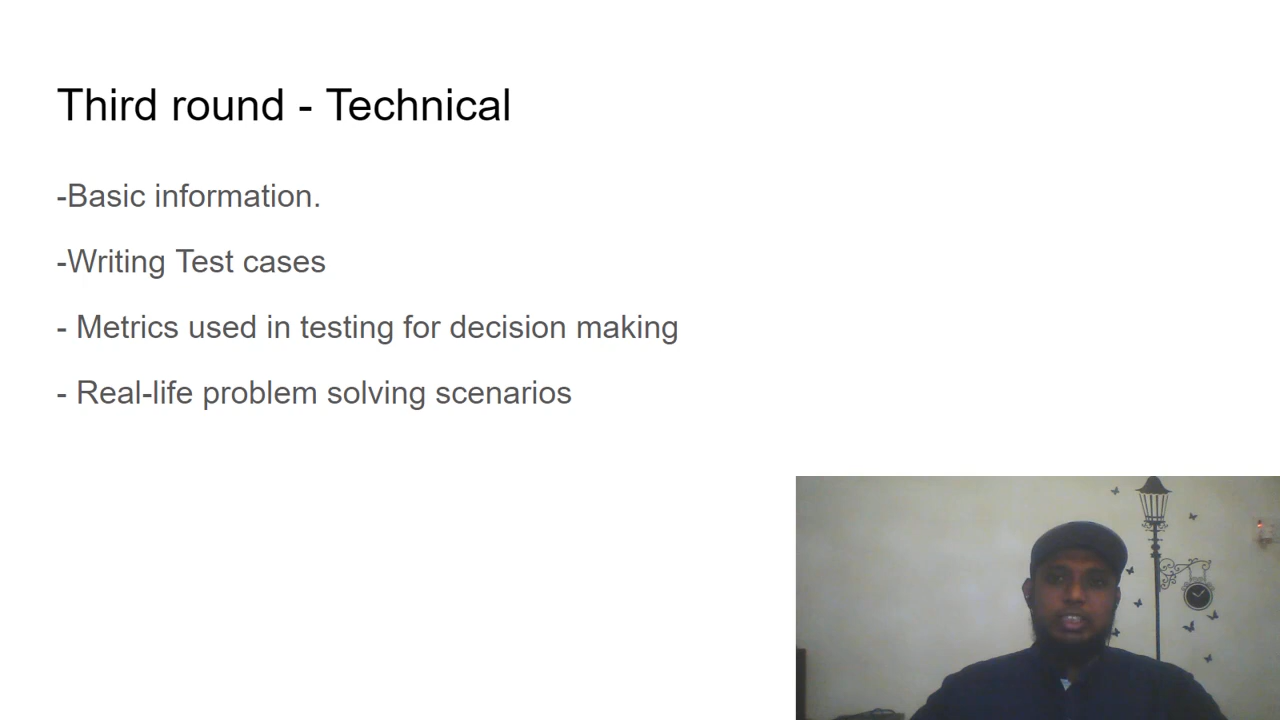 Third round - Technical
-Basic information.
-Writing Test cases
- Metrics used in testing for decision making
- Real-life problem solving scenarios